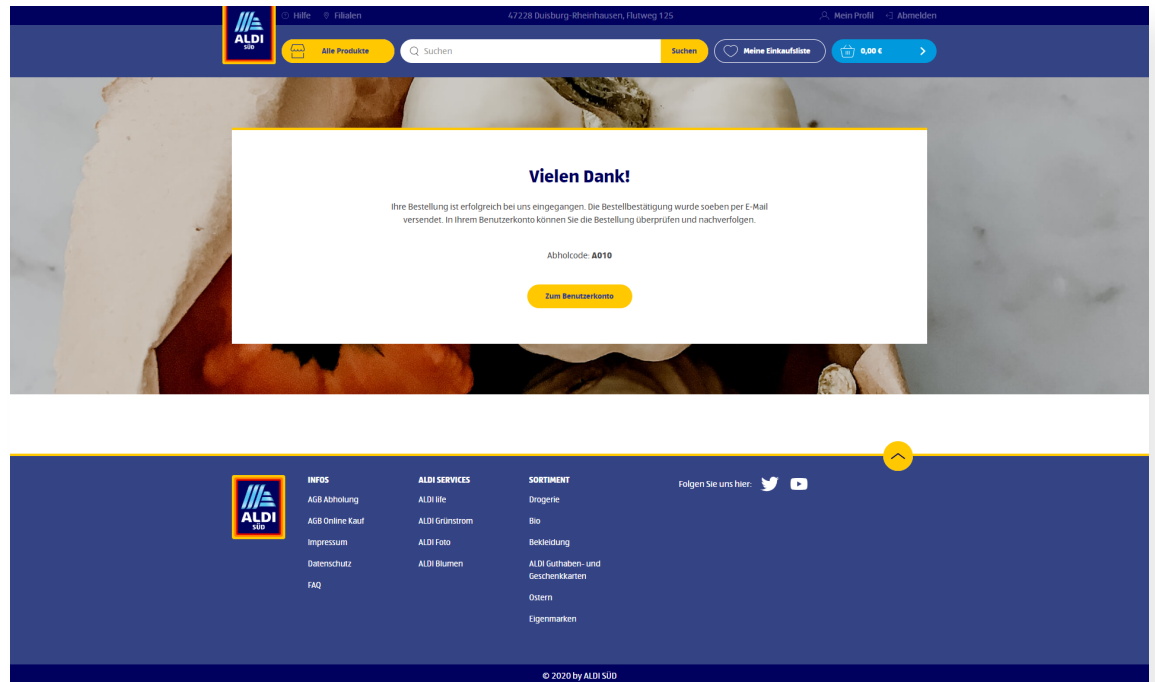 Hilfe Filialen 47228 Duisburg-Rheinhausen, Flutweg 125 Mein Profil Abmelden
ALDI
SÜD
Alle Produkte Suchen Suchen Meine Einkaufsliste 0,00 €
Vielen Dank!
Ihre Bestellung ist erfolgreich bei uns eingegangen. Die Bestellbestätigung wurde soeben per E-Mail
versendet. In Ihrem Benutzerkonto können Sie die Bestellung überprüfen und nachverfolgen.
Abholcode: A010
Zum Benutzerkonto
ALDI
SÜD
INFOS
AGB Abholung
AGB Online Kauf
Impressum
Datenschutz
FAQ
ALDI SERVICES
ALDI life
ALDI Grünstrom
ALDI Foto
ALDI Blumen
SORTIMENT
Drogerie
Bio
Bekleidung
ALDI Guthaben- und
Geschenkkarten
Ostern
Eigenmarken
Folgen Sie uns hier:
© 2020 by ALDI SÜD